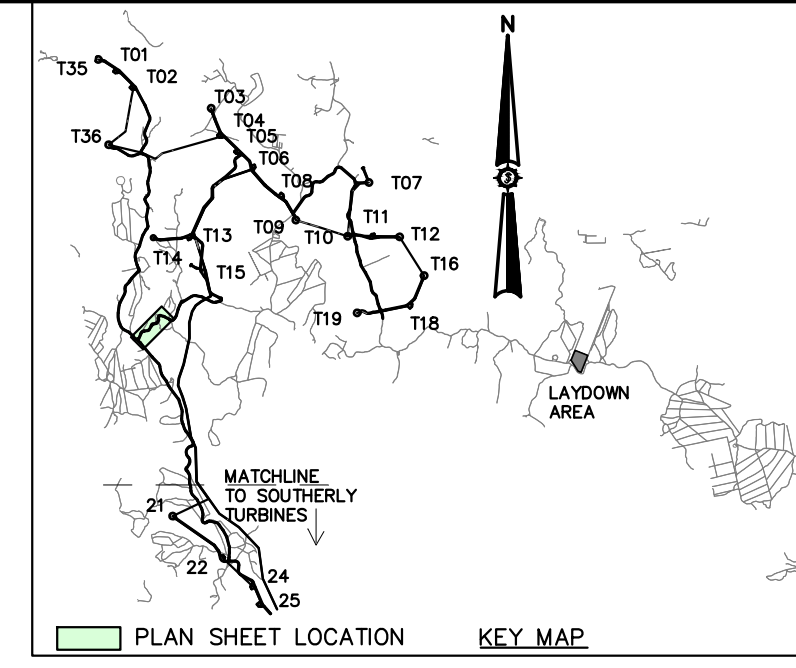 N
T01
T35
T02
T03
T04
T36
T05
T06
T08
T07
T09
T11
T10
T12
T13
T14
T15
T16
T19
T18
LAYDOWN
AREA
MATCHLINE
TO SOUTHERLY
TURBINES
21
22
24
25
PLAN SHEET LOCATION
KEY MAP